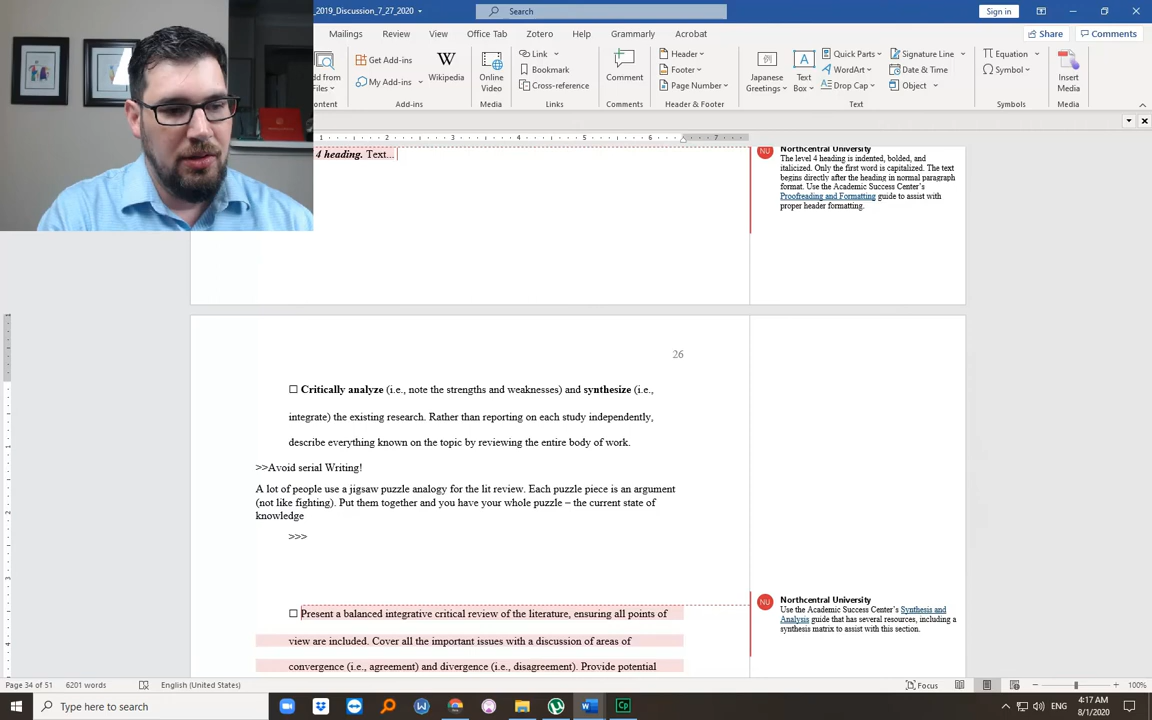 _2019_Discussion_7_27_2020
Search
Sign in
Mailings Review View Office Tab Zotero Help Grammarly Acrobat
Share Comments
Get Add-ins
My Add-ins
Add-ins
Wikipedia
Online
Video
Media
Link
Bookmark
Cross-reference
Links
Comment
Comments
Header
Footer
Page Number
Header & Footer
Japanese
Greetings
Text
Box
Quick Parts
WordArt
Drop Cap
Signature Line
Date & Time
Object
Text
Equation
Symbol
Symbols
Insert
Media
Media
4 heading. Text...
Northcentral University
The level 4 heading is indented, bolded, and
italicized. Only the first word is capitalized. The text
begins directly after the heading in normal paragraph
format. Use the Academic Success Center's
Proofreading and Formatting guide to assist with
proper header formatting.
26
☐ Critically analyze (i.e., note the strengths and weaknesses) and synthesize (i.e.,
integrate) the existing research. Rather than reporting on each study independently,
describe everything known on the topic by reviewing the entire body of work.
>>Avoid serial Writing!
A lot of people use a jigsaw puzzle analogy for the lit review. Each puzzle piece is an argument
(not like fighting). Put them together and you have your whole puzzle – the current state of
knowledge
>>>
☐ Present a balanced integrative critical review of the literature, ensuring all points of
view are included. Cover all the important issues with a discussion of areas of
convergence (i.e., agreement) and divergence (i.e., disagreement). Provide potential
Northcentral University
Use the Academic Success Center's Synthesis and
Analysis guide that has several resources, including a
synthesis matrix to assist with this section.
Page 34 of 51 6201 words English (United States)
Focus 100%
Type here to search
ENG
4:17 AM
8/1/2020